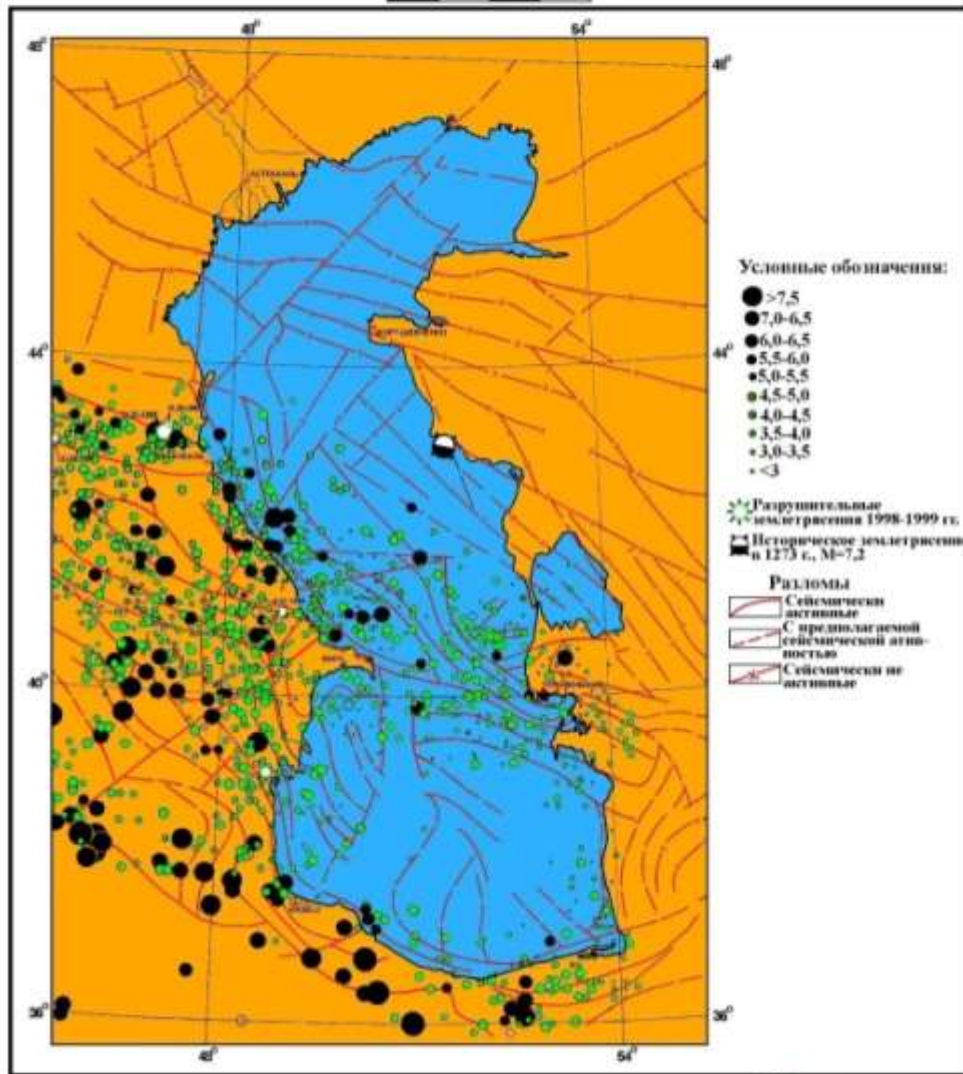 48°
54°
48°
48°
44°
44°
40°
40°
36°
36°
48°
54°
Условные обозначения:
>7,5
7,0-6,5
6,0-6,5
5,5-6,0
5,0-5,5
4,5-5,0
4,0-4,5
3,5-4,0
3,0-3,5
<3
Разрушительные
землетрясения 1998-1999 гг.
Историческое землетрясение
в 1273 г., М=7,2
Разломы
Сейсмически
активные
С предполагаемой
сейсмической атив-
ностью
Сейсмически не
активные